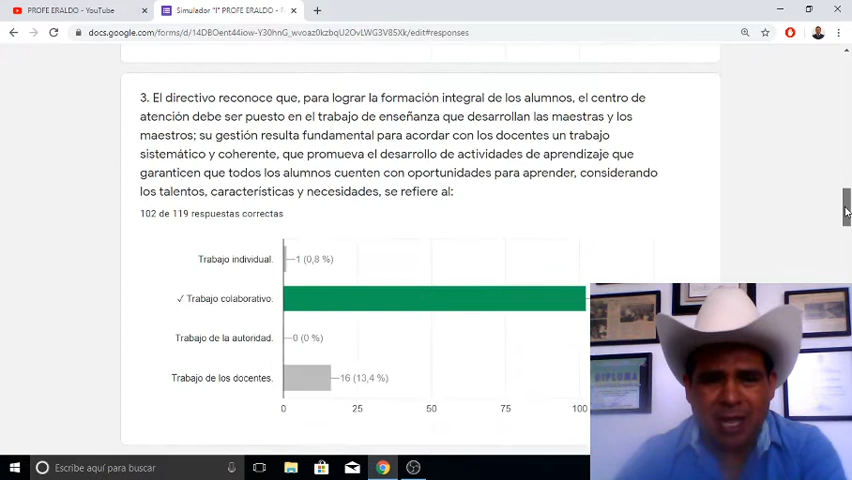 PROFE ERALDO - YouTube
Simulador "I" PROFE ERALDO -
docs.google.com/forms/d/14DBOent44iow-Y30hnG_wvoaz0kzbqU2OvLWG3V85Xk/edit#responses
3. El directivo reconoce que, para lograr la formación integral de los alumnos, el centro de
atención debe ser puesto en el trabajo de enseñanza que desarrollan las maestras y los
maestros; su gestión resulta fundamental para acordar con los docentes un trabajo
sistemático y coherente, que promueva el desarrollo de actividades de aprendizaje que
garanticen que todos los alumnos cuenten con oportunidades para aprender, considerando
los talentos, características y necesidades, se refiere al:
102 de 119 respuestas correctas
Trabajo individual.
1 (0,8 %)
✓ Trabajo colaborativo.
Trabajo de la autoridad.
0 (0 %)
Trabajo de los docentes.
16 (13,4 %)
0
25
50
75
100
DIPLOMA
Escribe aquí para buscar